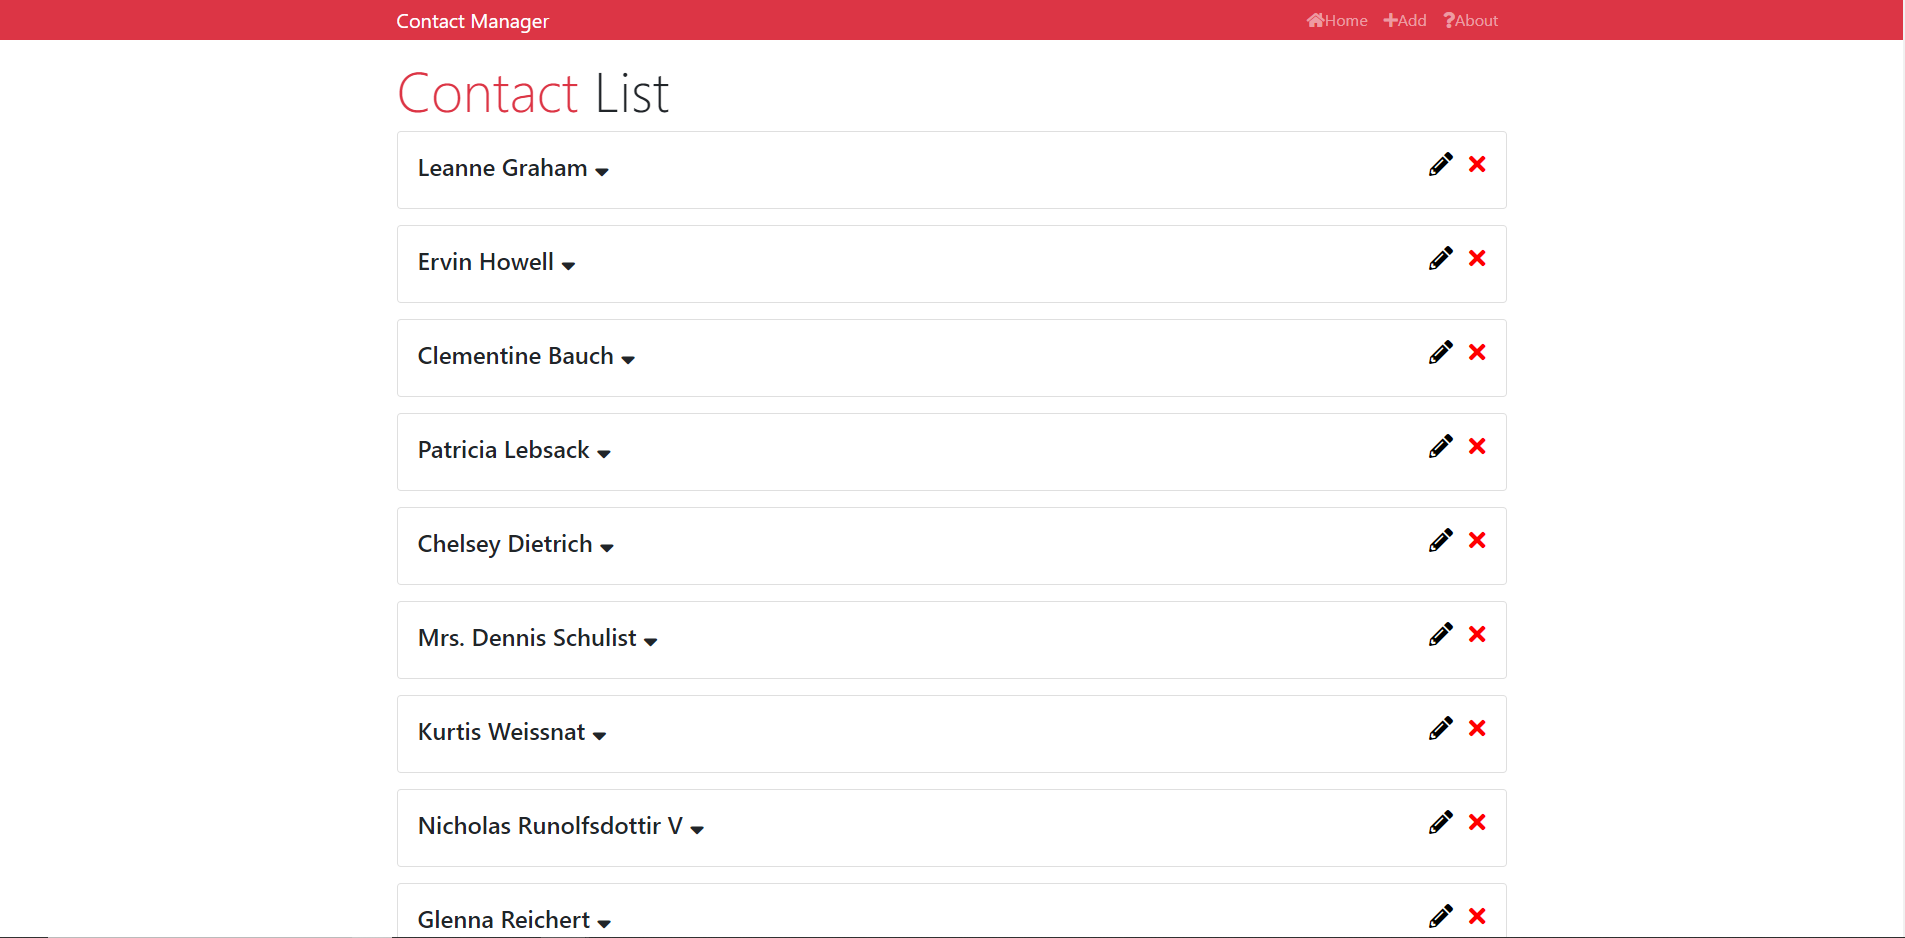 Contact Manager
Home Add About
Contact List
Leanne Graham
Ervin Howell
Clementine Bauch
Patricia Lebsack
Chelsey Dietrich
Mrs. Dennis Schulist
Kurtis Weissnat
Nicholas Runolfsdottir V
Glenna Reichert